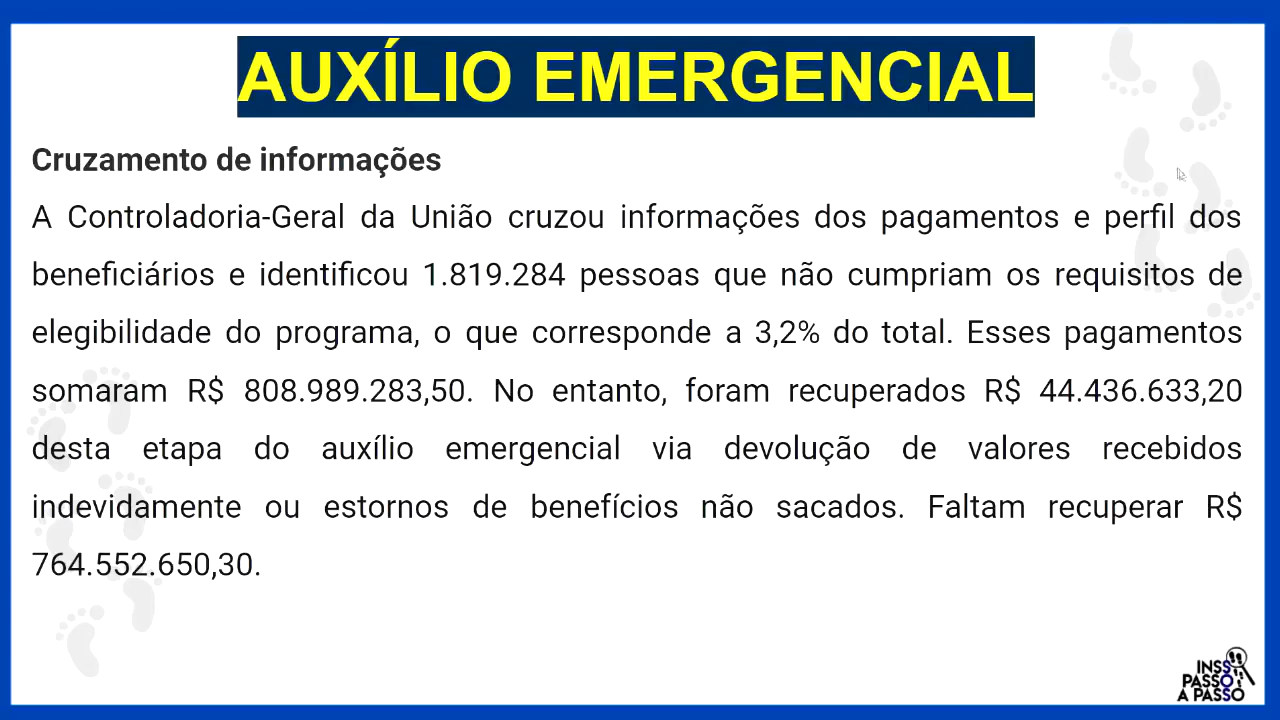 AUXÍLIO EMERGENCIAL
Cruzamento de informações
A Controladoria-Geral da União cruzou informações dos pagamentos e perfil dos
beneficiários e identificou 1.819.284 pessoas que não cumpriam os requisitos de
elegibilidade do programa, o que corresponde a 3,2% do total. Esses pagamentos
somaram R$ 808.989.283,50. No entanto, foram recuperados R$ 44.436.633,20
desta etapa do auxílio emergencial via devolução de valores recebidos
indevidamente ou estornos de benefícios não sacados. Faltam recuperar R$
764.552.650,30.
INSS
PASSO
A PASSO